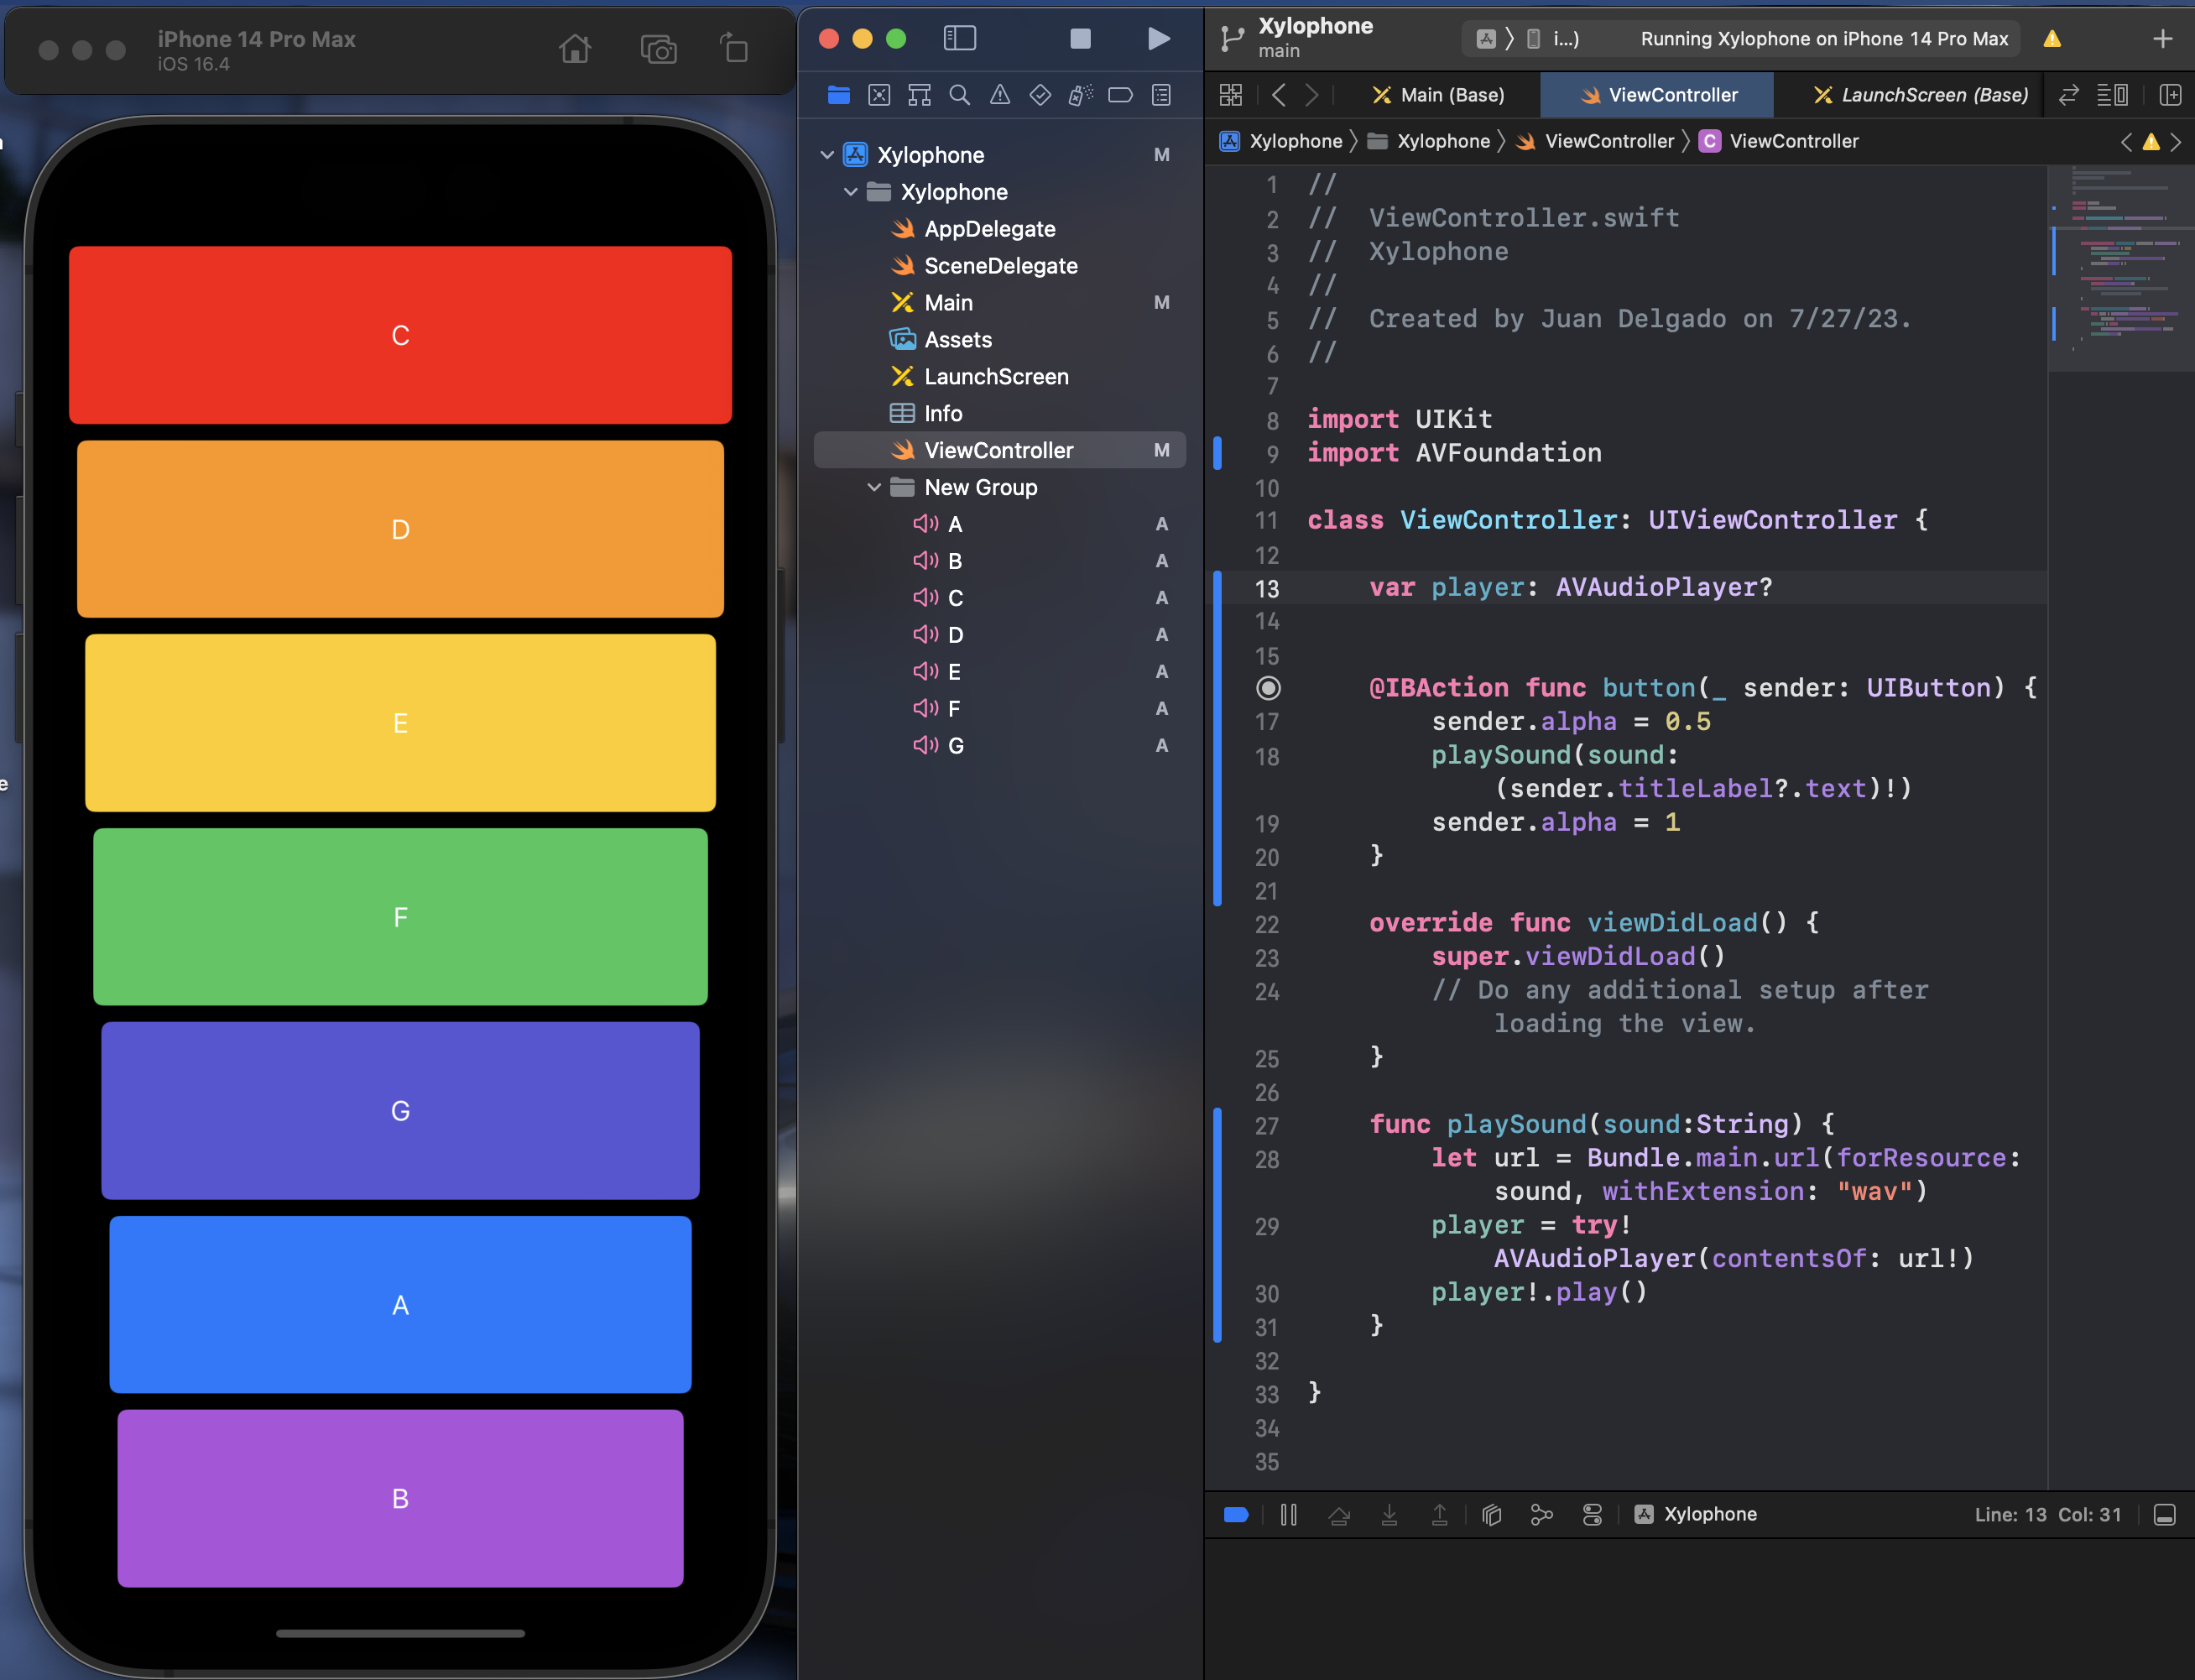 iPhone 14 Pro Max
iOS 16.4
C
D
E
F
G
A
B
Xylophone M
Xylophone
AppDelegate
SceneDelegate
Main M
Assets
LaunchScreen
Info
ViewController M
New Group
A A
B A
C A
D A
E A
F A
G A
Xylophone
main
i...) Running Xylophone on iPhone 14 Pro Max
Main (Base) ViewController LaunchScreen (Base)
Xylophone Xylophone ViewController C ViewController
1 //
2 //  ViewController.swift
3 //  Xylophone
4 //
5 //  Created by Juan Delgado on 7/27/23.
6 //
7
8 import UIKit
9 import AVFoundation
10
11 class ViewController: UIViewController {
12
13     var player: AVAudioPlayer?
14
15
@IBAction func button(_ sender: UIButton) {
17         sender.alpha = 0.5
18         playSound(sound:
(sender.titleLabel?.text)!)
19         sender.alpha = 1
20     }
21
22     override func viewDidLoad() {
23         super.viewDidLoad()
24         // Do any additional setup after
loading the view.
25     }
26
27     func playSound(sound:String) {
28         let url = Bundle.main.url(forResource:
sound, withExtension: "wav")
29         player = try!
AVAudioPlayer(contentsOf: url!)
30         player!.play()
31     }
32
33 }
34
35
Xylophone Line: 13 Col: 31